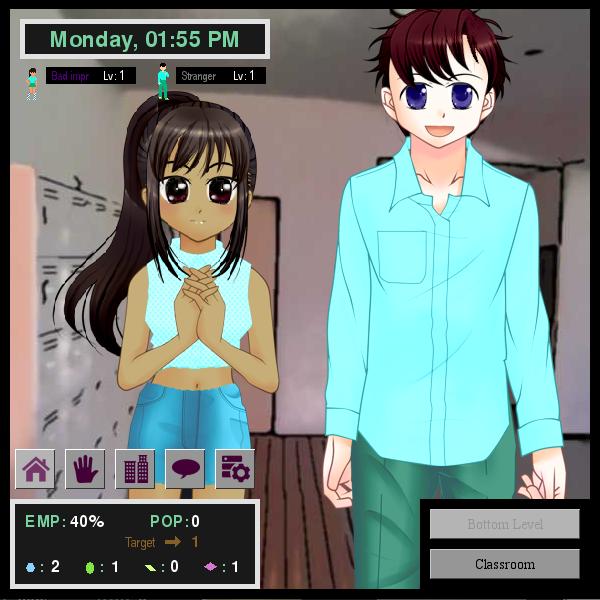 Monday, 01:55 PM
Bad impr Lv: 1 Stranger Lv: 1
EMP: 40% POP: 0
Target 1
: 2 : 1 : 0 : 1
Bottom Level
Classroom